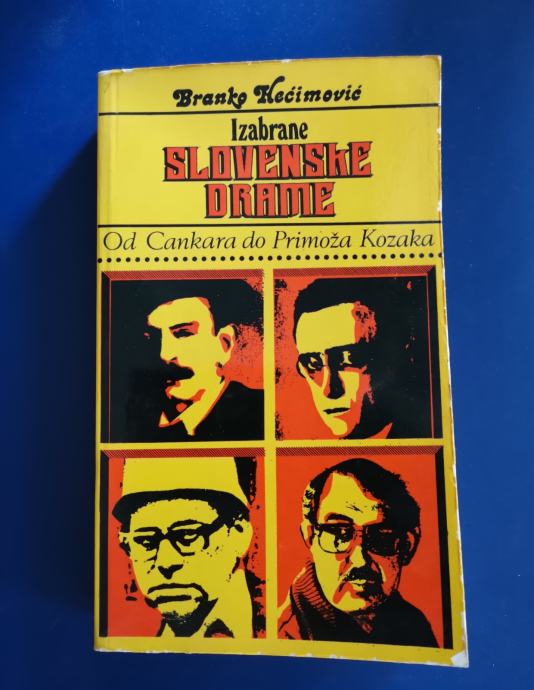 Branko Hećimović
Izabrane
SLOVENSKE
DRAME
Od Cankara do Primoža Kozaka